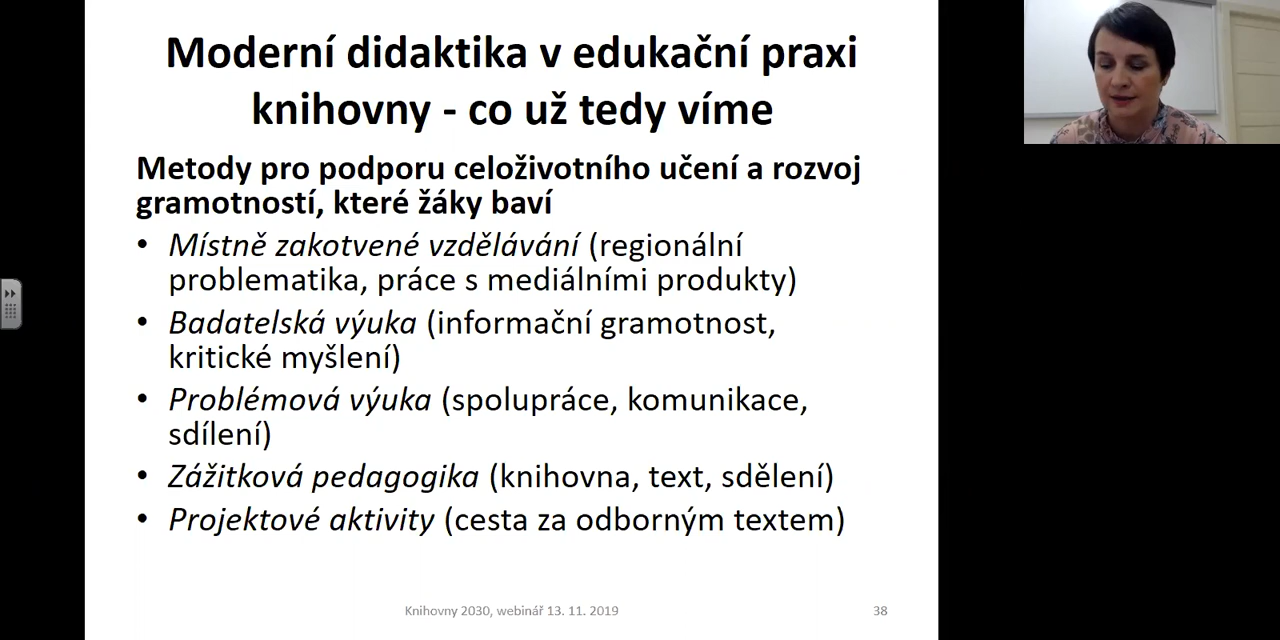 Moderní didaktika v edukační praxi
knihovny - co už tedy víme
Metody pro podporu celoživotního učení a rozvoj
gramotností, které žáky baví
• Místně zakotvené vzdělávání (regionální
problematika, práce s mediálními produkty)
• Badatelská výuka (informační gramotnost,
kritické myšlení)
• Problémová výuka (spolupráce, komunikace,
sdílení)
• Zážitková pedagogika (knihovna, text, sdělení)
• Projektové aktivity (cesta za odborným textem)
Knihovny 2030, webinář 13. 11. 2019
38